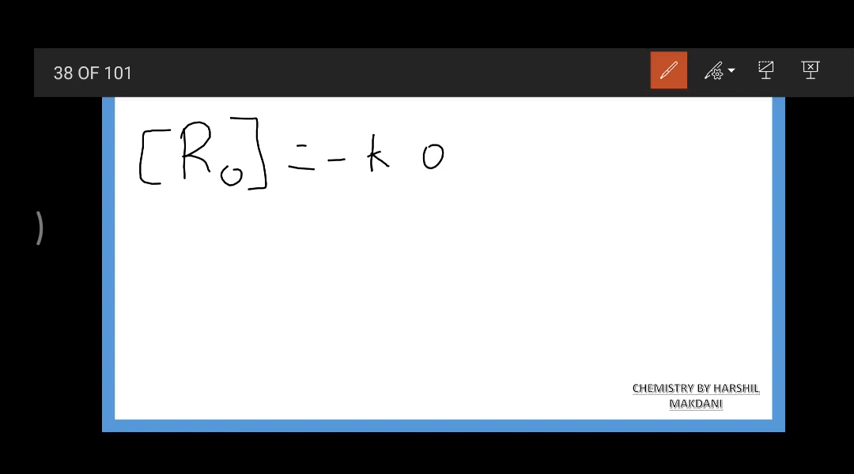 38 OF 101
[R₀] = - k 0
CHEMISTRY BY HARSHIL
MAKDANI